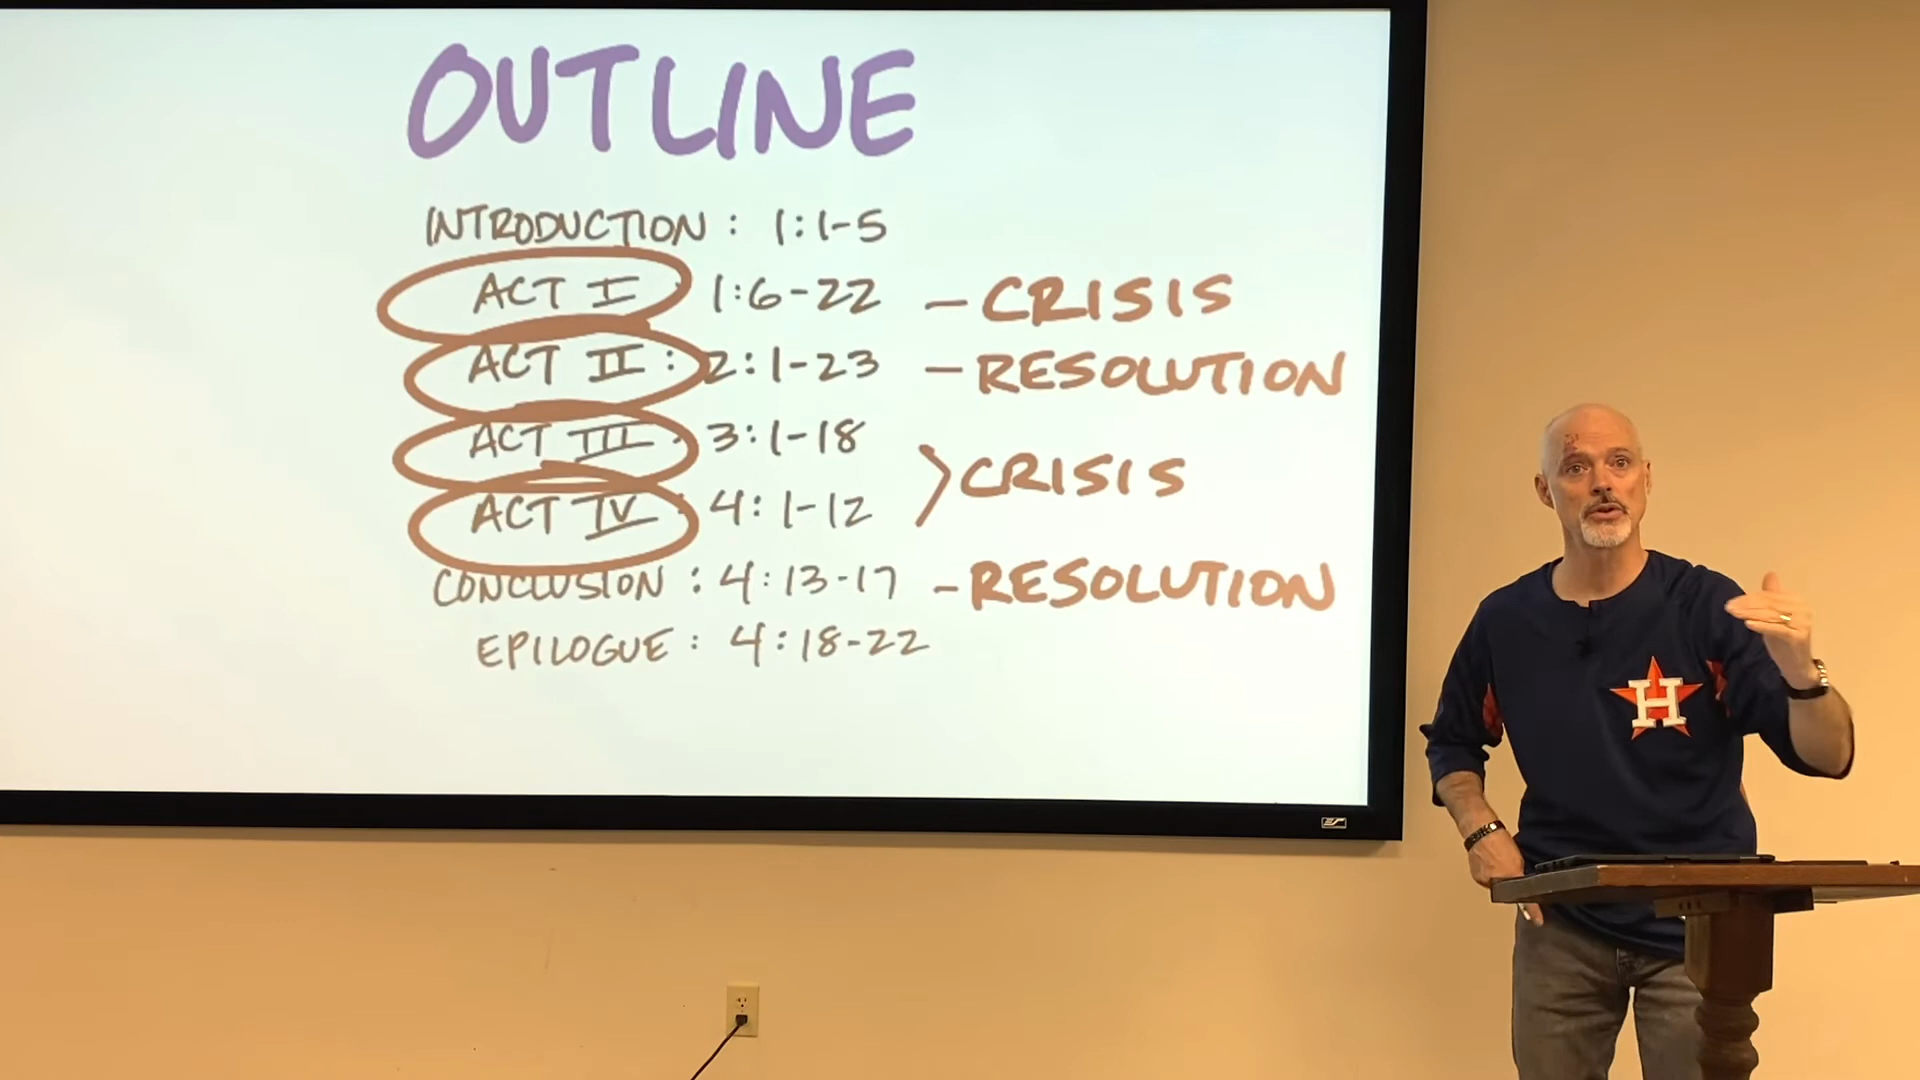 OUTLINE
INTRODUCTION : 1:1-5
ACT I : 1:6-22 - CRISIS
ACT II : 2:1-23 - RESOLUTION
ACT III : 3:1-18
ACT IV : 4:1-12
> CRISIS
CONCLUSION : 4:13-17 - RESOLUTION
EPILOGUE : 4:18-22
H